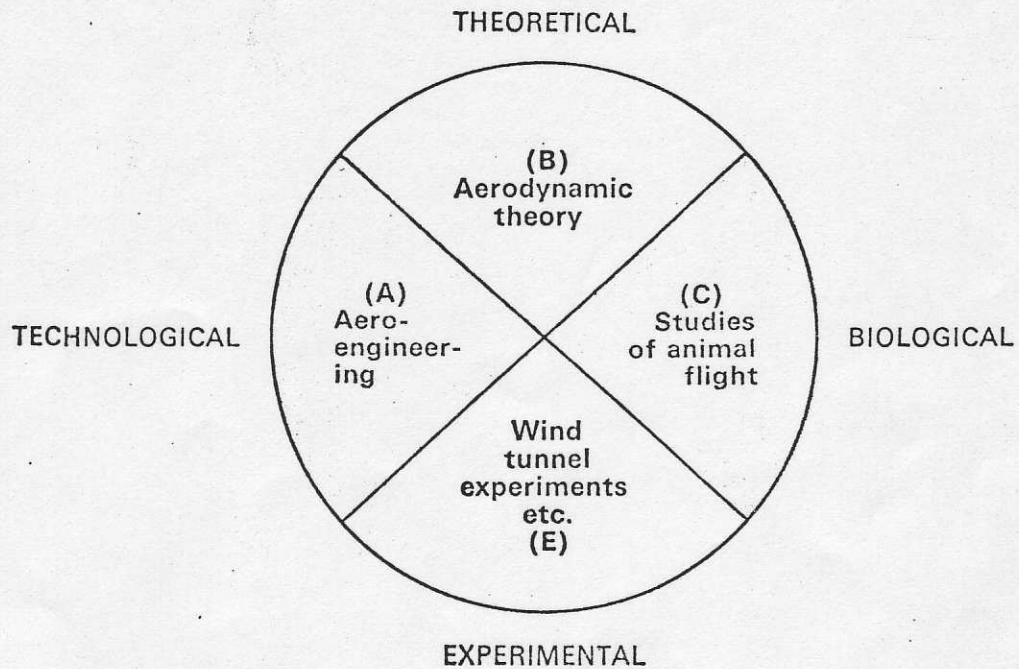 THEORETICAL
(B)
Aerodynamic
theory
(A)
Aero-
engineer-
ing
(C)
Studies
of animal
flight
TECHNOLOGICAL
BIOLOGICAL
Wind
tunnel
experiments
etc.
(E)
EXPERIMENTAL